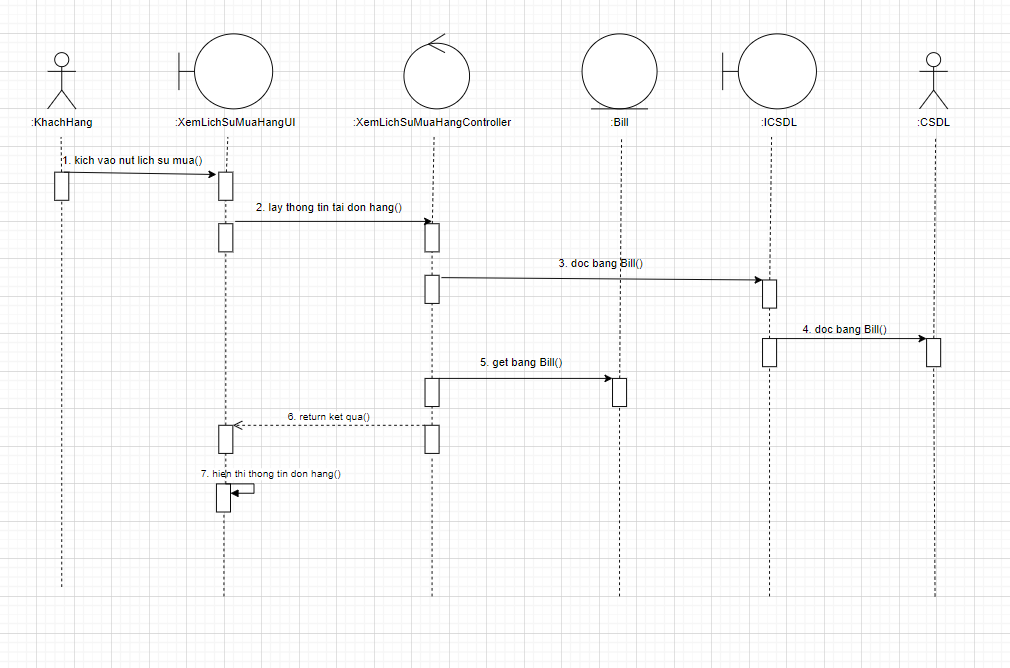 :KhachHang
:XemLichSuMuaHangUI
:XemLichSuMuaHangController
:Bill
:ICSDL
:CSDL
1. kich vao nut lich su mua()
2. lay thong tin tai don hang()
3. doc bang Bill()
4. doc bang Bill()
5. get bang Bill()
6. return ket qua()
7. hien thi thong tin don hang()